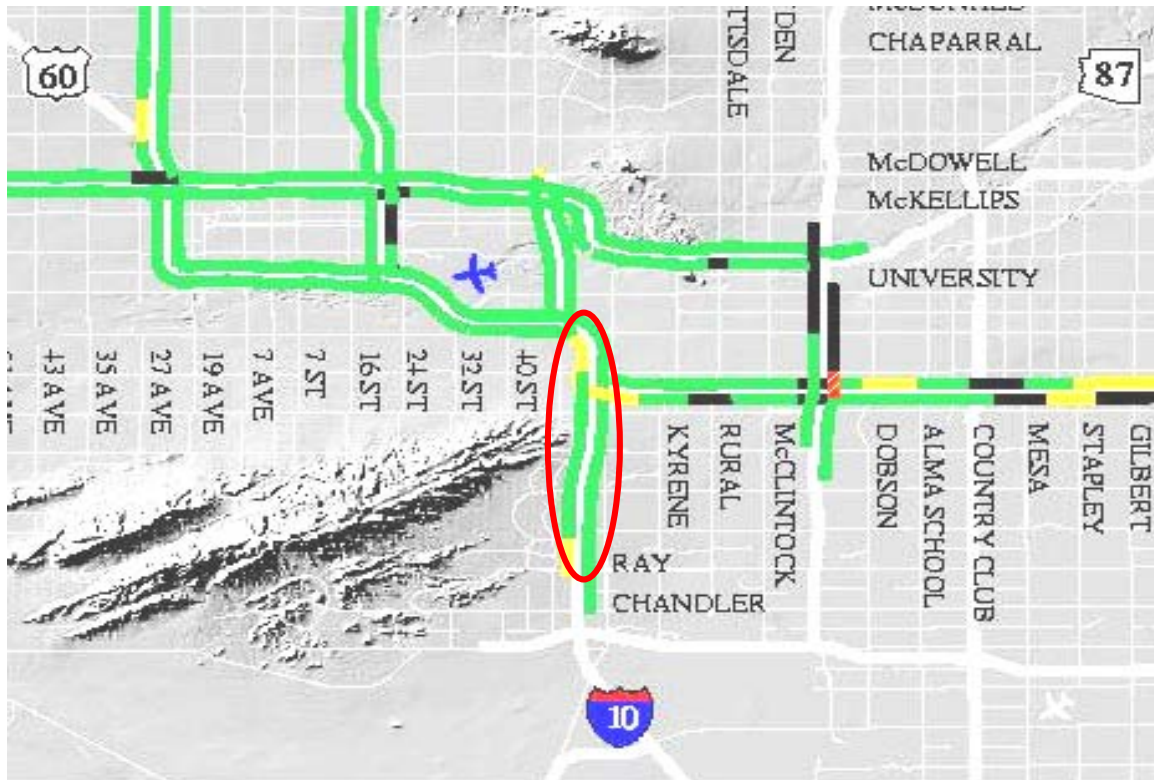 60
CHAPARRAL
87
McDOWELL
McKELLIPS
UNIVERSITY
43 AVE
35 AVE
27 AVE
19 AVE
7 AVE
7 ST
16 ST
24 ST
32 ST
40 ST
KYRENE
RURAL
McCLINTOCK
DOBSON
ALMA SCHOOL
COUNTRY CLUB
MESA
STAPLEY
GILBERT
RAY
CHANDLER
10